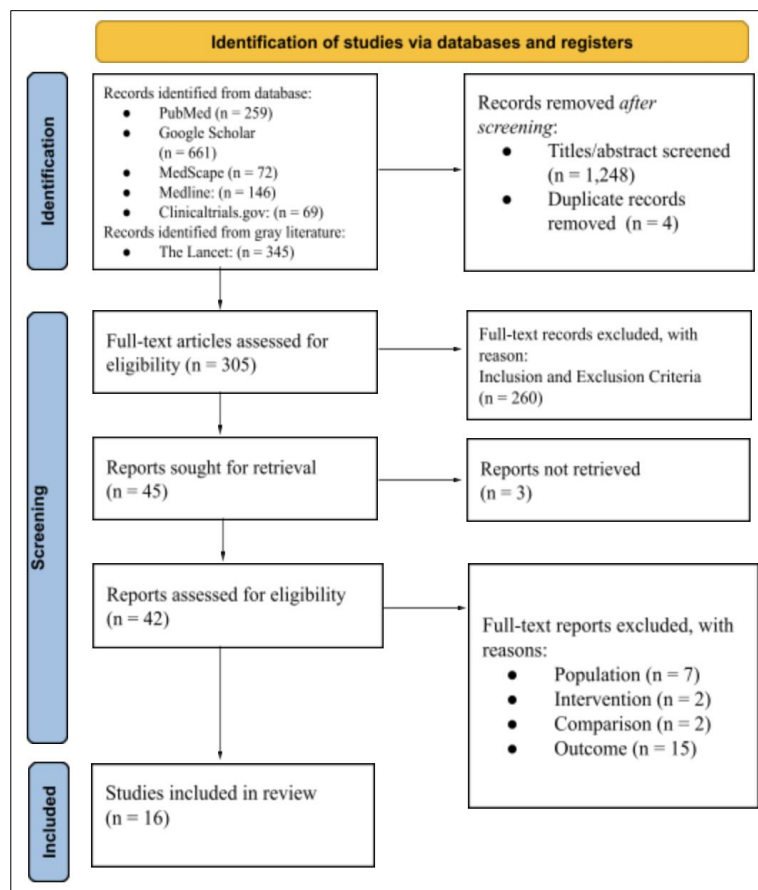 Identification of studies via databases and registers
Identification
Records identified from database:
● PubMed (n = 259)
● Google Scholar
(n = 661)
● MedScape (n = 72)
● Medline: (n = 146)
● Clinicaltrials.gov: (n = 69)
Records identified from gray literature:
● The Lancet: (n = 345)
Records removed after
screening:
● Titles/abstract screened
(n = 1,248)
● Duplicate records
removed (n = 4)
Screening
Full-text articles assessed for
eligibility (n = 305)
Full-text records excluded, with
reason:
Inclusion and Exclusion Criteria
(n = 260)
Reports sought for retrieval
(n = 45)
Reports not retrieved
(n = 3)
Reports assessed for eligibility
(n = 42)
Full-text reports excluded, with
reasons:
● Population (n = 7)
● Intervention (n = 2)
● Comparison (n = 2)
● Outcome (n = 15)
Included
Studies included in review
(n = 16)